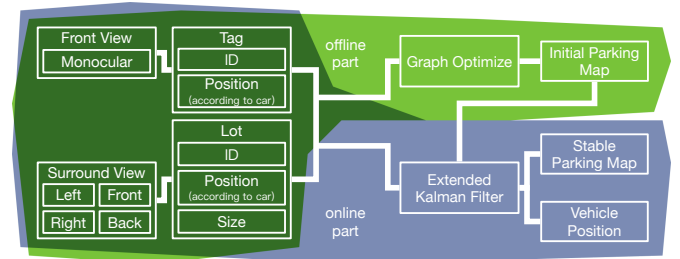 Front View
Monocular
Tag
ID
Position
(according to car)
offline
part
Graph Optimize
Initial Parking
Map
Lot
ID
Position
(according to car)
Size
Surround View
Left
Front
Right
Back
online
part
Extended
Kalman Filter
Stable
Parking Map
Vehicle
Position